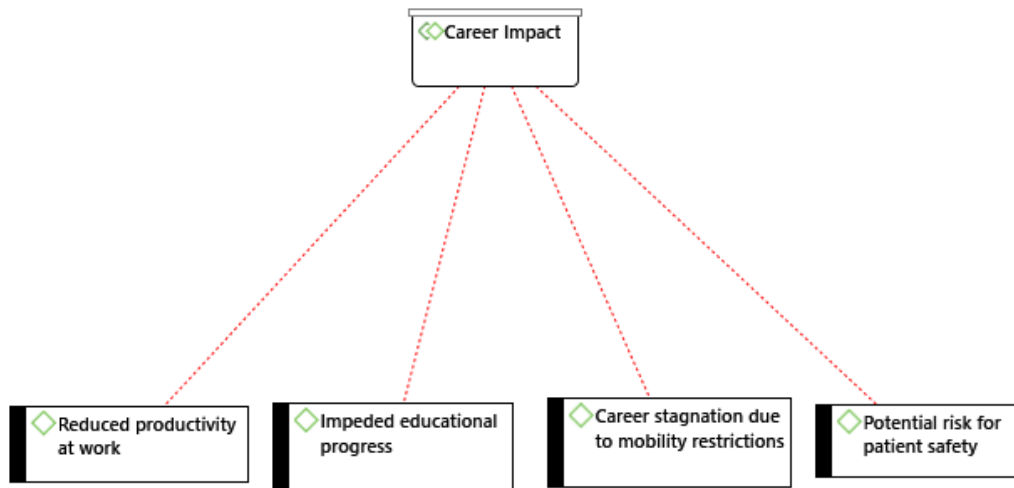 Career Impact
Reduced productivity
at work
Impeded educational
progress
Career stagnation due
to mobility restrictions
Potential risk for
patient safety